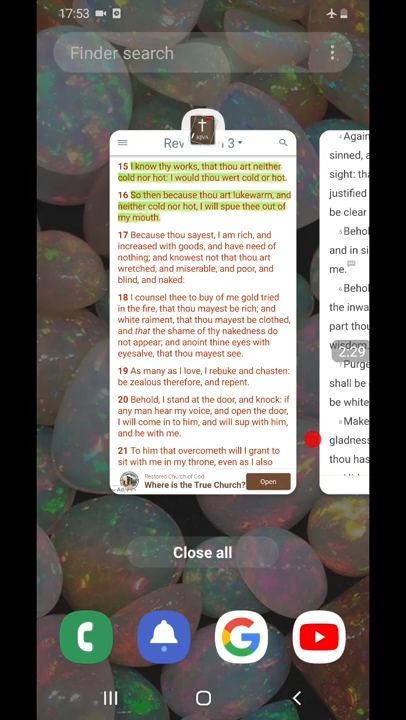 17:53
Finder search
KJVA
Rev 3
15 I know thy works, that thou art neither
cold nor hot: I would thou wert cold or hot.
16 So then because thou art lukewarm, and
neither cold nor hot, I will spue thee out of
my mouth.
17 Because thou sayest, I am rich, and
increased with goods, and have need of
nothing; and knowest not that thou art
wretched, and miserable, and poor, and
blind, and naked:
18 I counsel thee to buy of me gold tried
in the fire, that thou mayest be rich; and
white raiment, that thou mayest be clothed,
and that the shame of thy nakedness do
not appear; and anoint thine eyes with
eyesalve, that thou mayest see.
19 As many as I love, I rebuke and chasten:
be zealous therefore, and repent.
20 Behold, I stand at the door, and knock: if
any man hear my voice, and open the door,
I will come in to him, and will sup with him,
and he with me.
21 To him that overcometh will I grant to
sit with me in my throne, even as I also
Ad
Restored Church of God
Where is the True Church?
Open
Again
sinned, a
sight: tha
justified
be clear
5 Behol
and in si
me.
6 Behol
the inwa
part thou
wisdom
2:29
7 Purge
shall be
be white
8 Make
gladness
thou has
Close all